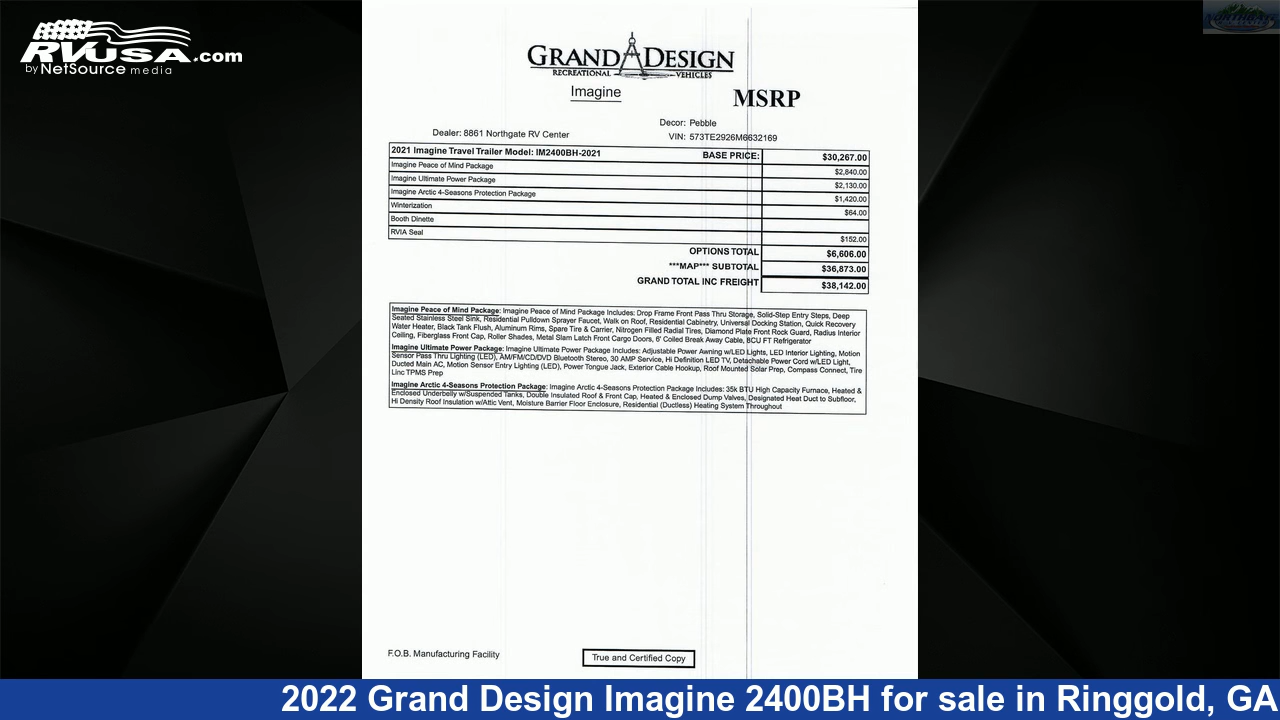 RVUSA.com
by NetSource media
GRAND DESIGN
RECREATIONAL VEHICLES
Imagine
MSRP
Decor: Pebble
Dealer: 8861 Northgate RV Center
VIN: 573TE2926M6632169
2021 Imagine Travel Trailer Model: IM2400BH-2021 BASE PRICE: $30,267.00
Imagine Peace of Mind Package $2,840.00
Imagine Ultimate Power Package $2,130.00
Imagine Arctic 4-Seasons Protection Package $1,420.00
Winterization $64.00
Booth Dinette
RVIA Seal $152.00
OPTIONS TOTAL $6,606.00
***MAP*** SUBTOTAL $36,873.00
GRAND TOTAL INC FREIGHT $38,142.00
Imagine Peace of Mind Package: Imagine Peace of Mind Package Includes: Drop Frame Front Pass Thru Storage, Solid-Step Entry Steps, Deep
Seated Stainless Steel Sink, Residential Pulldown Sprayer Faucet, Walk on Roof, Residential Cabinetry, Universal Docking Station, Quick Recovery
Water Heater, Black Tank Flush, Aluminum Rims, Spare Tire & Carrier, Nitrogen Filled Radial Tires, Diamond Plate Front Rock Guard, Radius Interior
Ceiling, Fiberglass Front Cap, Roller Shades, Metal Slam Latch Front Cargo Doors, 6' Coiled Break Away Cable, 8CU FT Refrigerator
Imagine Ultimate Power Package: Imagine Ultimate Power Package Includes: Adjustable Power Awning w/LED Lights, LED Interior Lighting, Motion
Sensor Pass Thru Lighting (LED), AM/FM/CD/DVD Bluetooth Stereo, 30 AMP Service, Hi Definition LED TV, Detachable Power Cord w/LED Light,
Ducted Main AC, Motion Sensor Entry Lighting (LED), Power Tongue Jack, Exterior Cable Hookup, Roof Mounted Solar Prep, Compass Connect, Tire
Linc TPMS Prep
Imagine Arctic 4-Seasons Protection Package: Imagine Arctic 4-Seasons Protection Package Includes: 35k BTU High Capacity Furnace, Heated &
Enclosed Underbelly w/Suspended Tanks, Double Insulated Roof & Front Cap, Heated & Enclosed Dump Valves, Designated Heat Duct to Subfloor,
Hi Density Roof Insulation w/Attic Vent, Moisture Barrier Floor Enclosure, Residential (Ductless) Heating System Throughout
F.O.B. Manufacturing Facility
True and Certified Copy
2022 Grand Design Imagine 2400BH for sale in Ringgold, GA